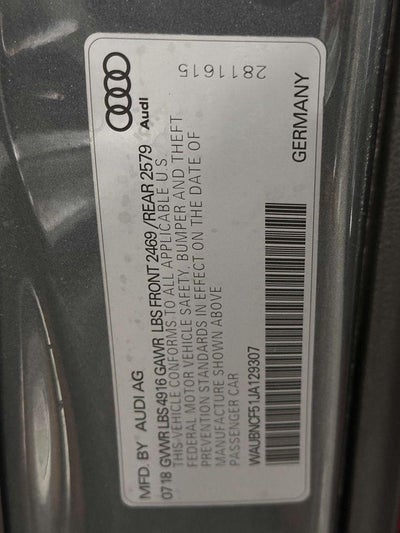 MFD. BY AUDI AG
Audi
0718 GVWR LBS 4916 GAWR LBS FRONT 2469 / REAR 2579
THIS VEHICLE CONFORMS TO ALL APPLICABLE U S
FEDERAL MOTOR VEHICLE SAFETY, BUMPER AND THEFT
PREVENTION STANDARDS IN EFFECT ON THE DATE OF
MANUFACTURE SHOWN ABOVE
PASSENGER CAR
2811615
WAUBNCF51JA129307
GERMANY